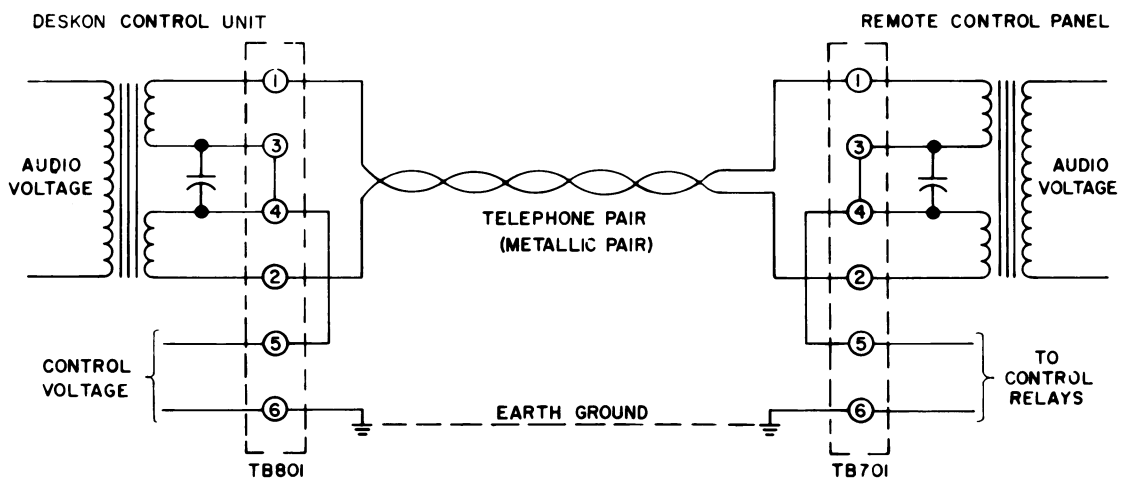 DESKON CONTROL UNIT
REMOTE CONTROL PANEL
1
3
4
2
5
6
AUDIO
VOLTAGE
CONTROL
VOLTAGE
TB801
TELEPHONE PAIR
(METALLIC PAIR)
EARTH GROUND
1
3
4
2
5
6
AUDIO
VOLTAGE
TO
CONTROL
RELAYS
TB701